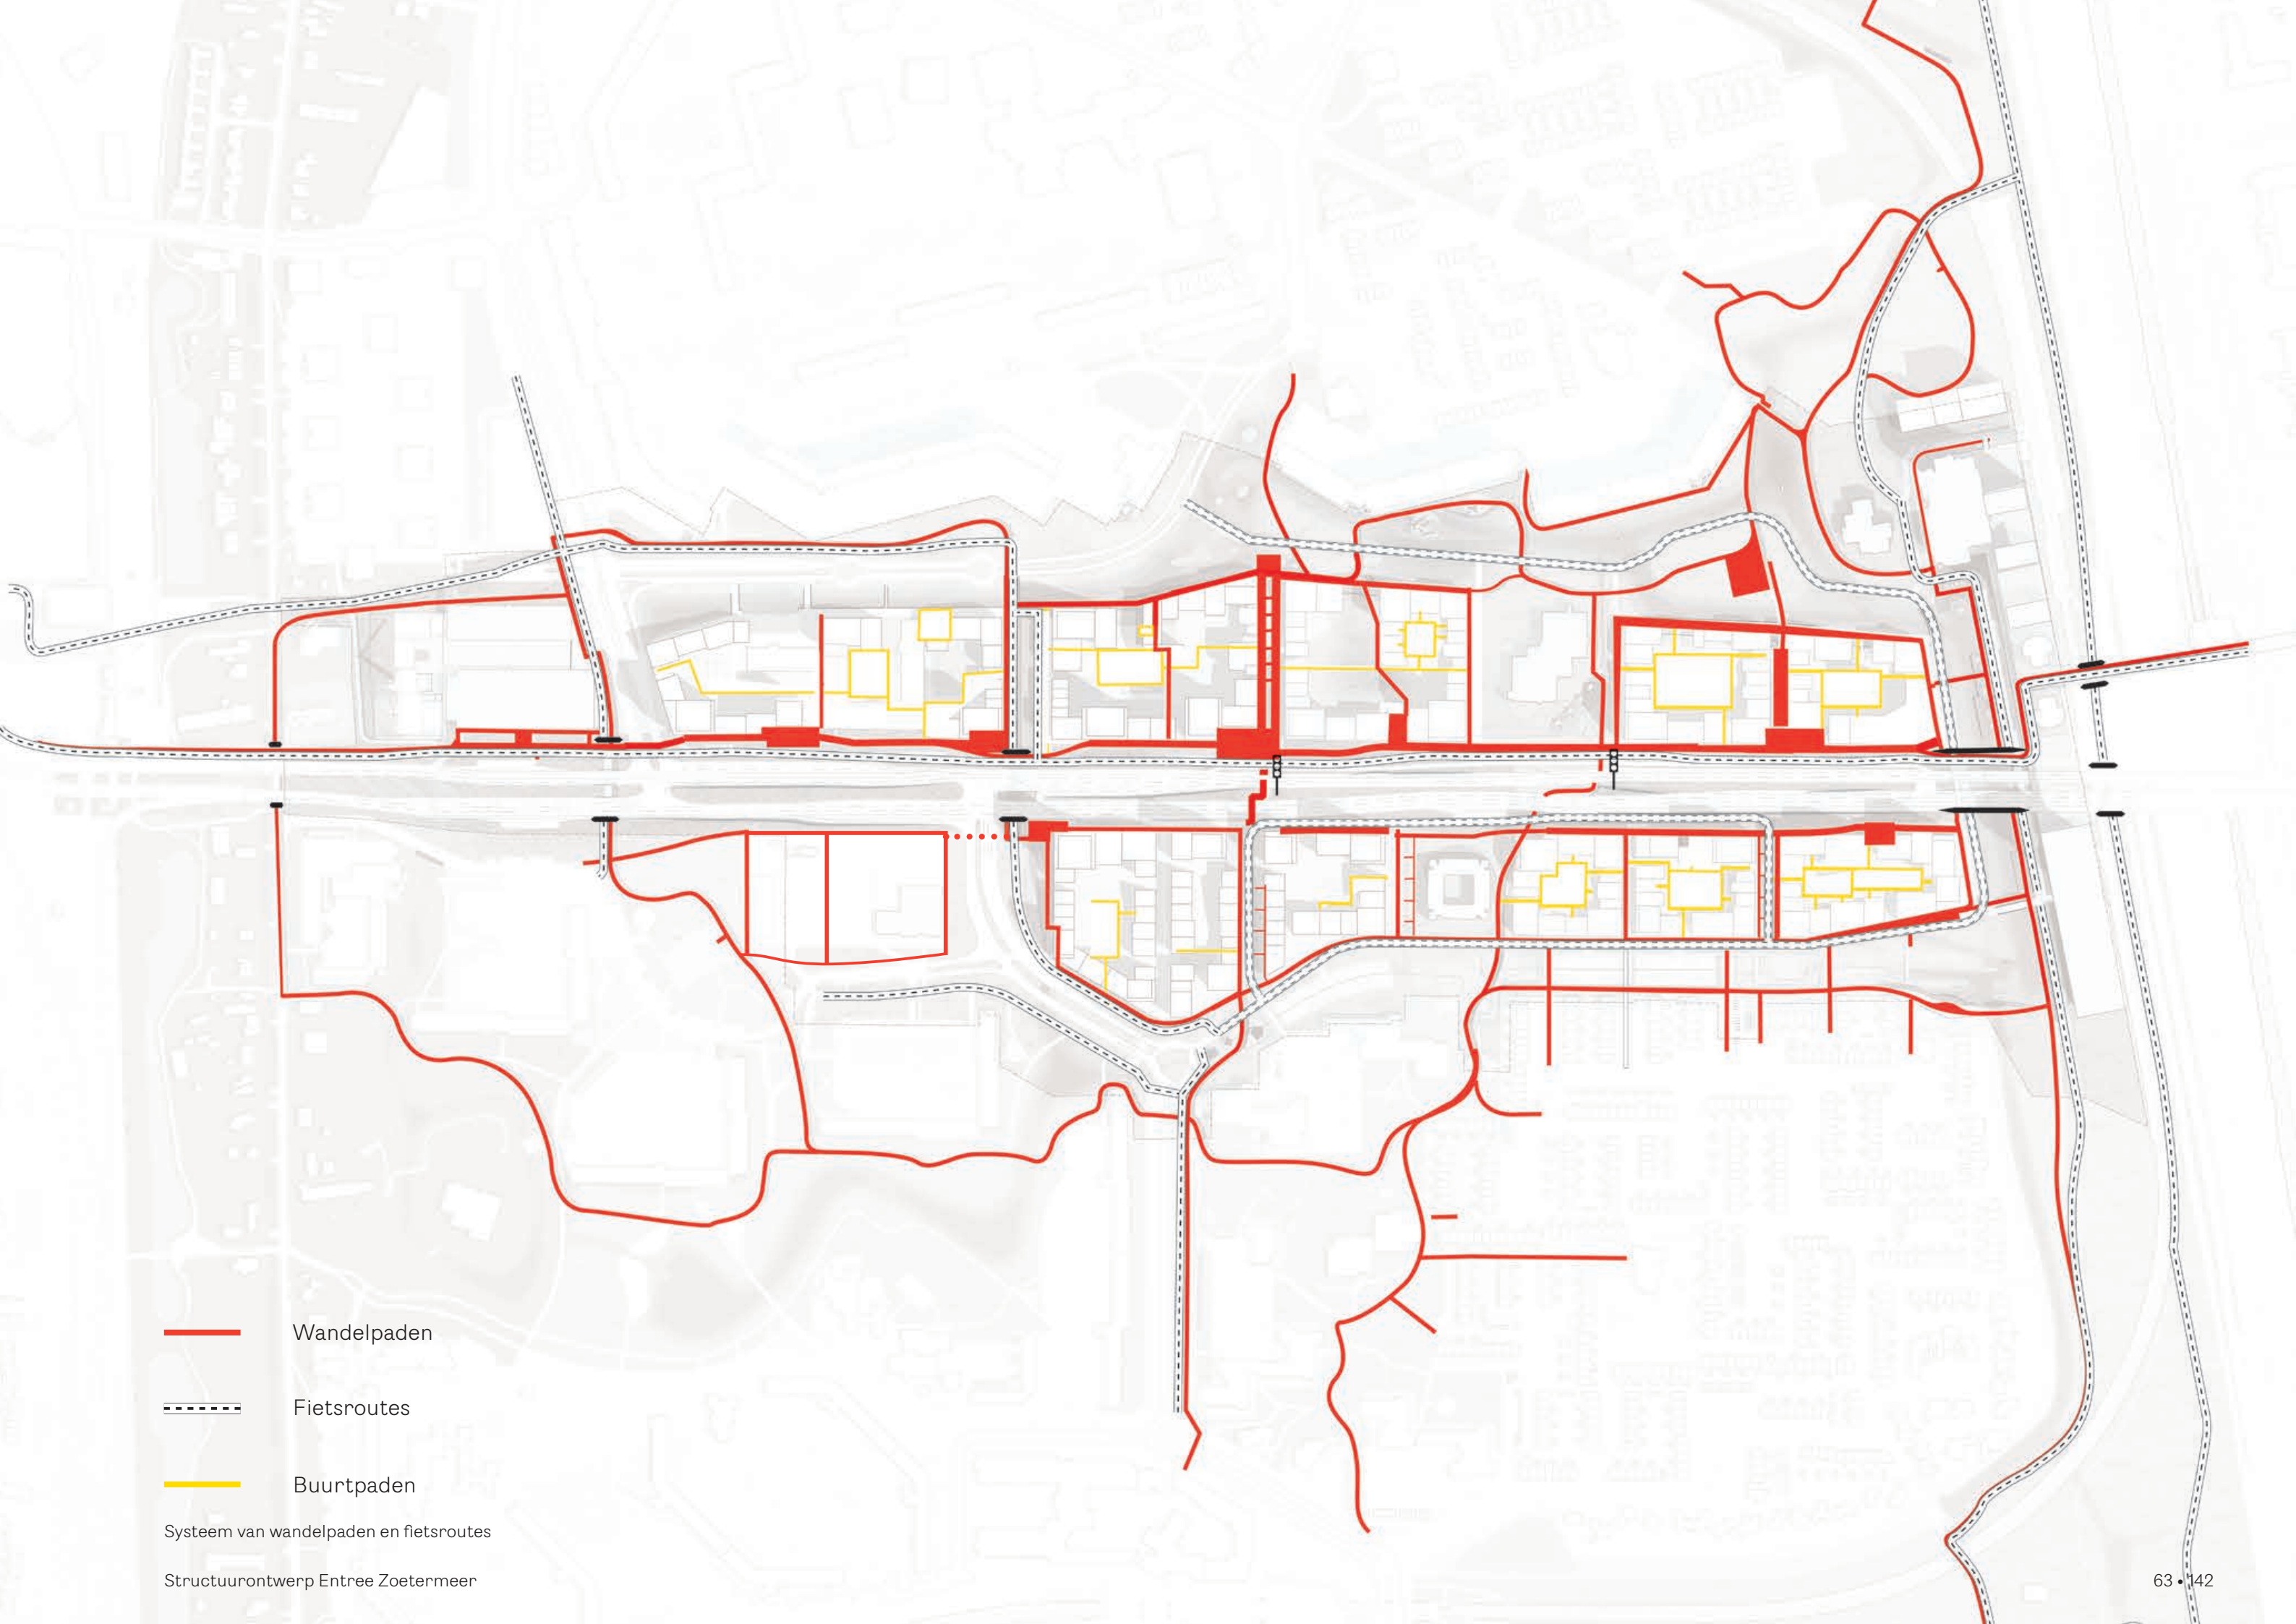 Wandelpaden
Fietsroutes
Buurtpaden
Systeem van wandelpaden en fietsroutes
Structuurontwerp Entree Zoetermeer
63 • 142